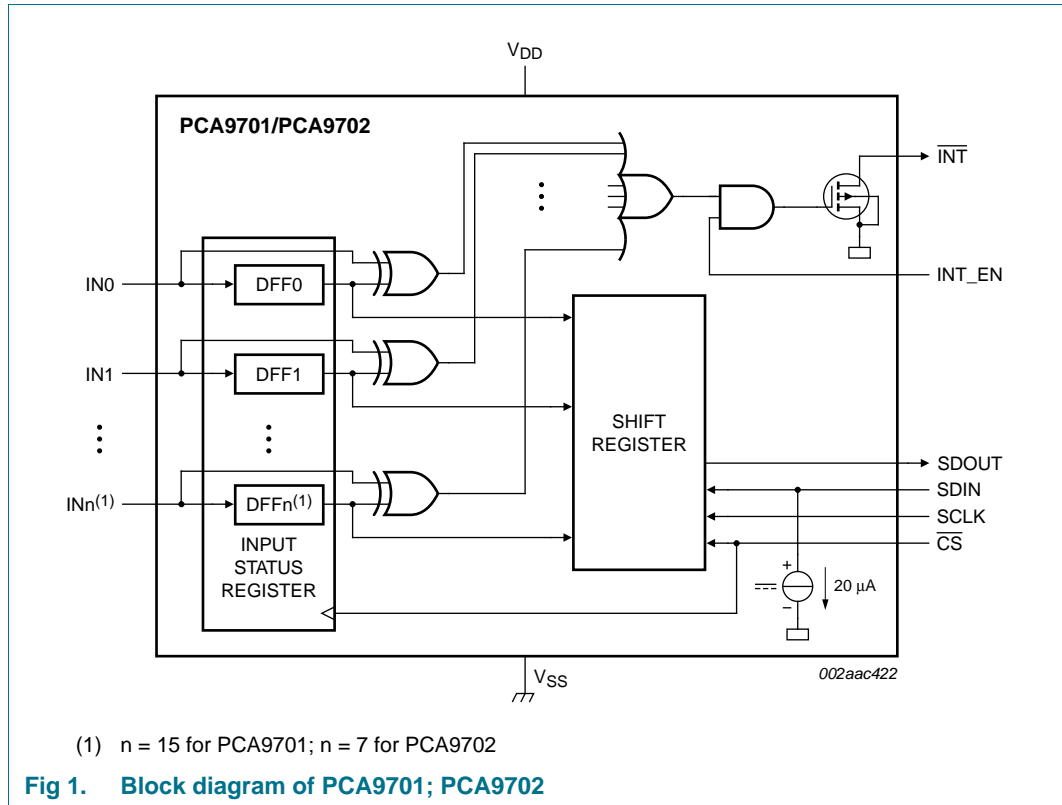 V_DD
PCA9701/PCA9702
INT
INT_EN
IN0
DFF0
IN1
DFF1
INn(1)
DFFn(1)
INPUT
STATUS
REGISTER
SHIFT
REGISTER
SDOUT
SDIN
SCLK
CS
+
20 μA
−
V_SS
002aac422
(1) n = 15 for PCA9701; n = 7 for PCA9702
Fig 1. Block diagram of PCA9701; PCA9702